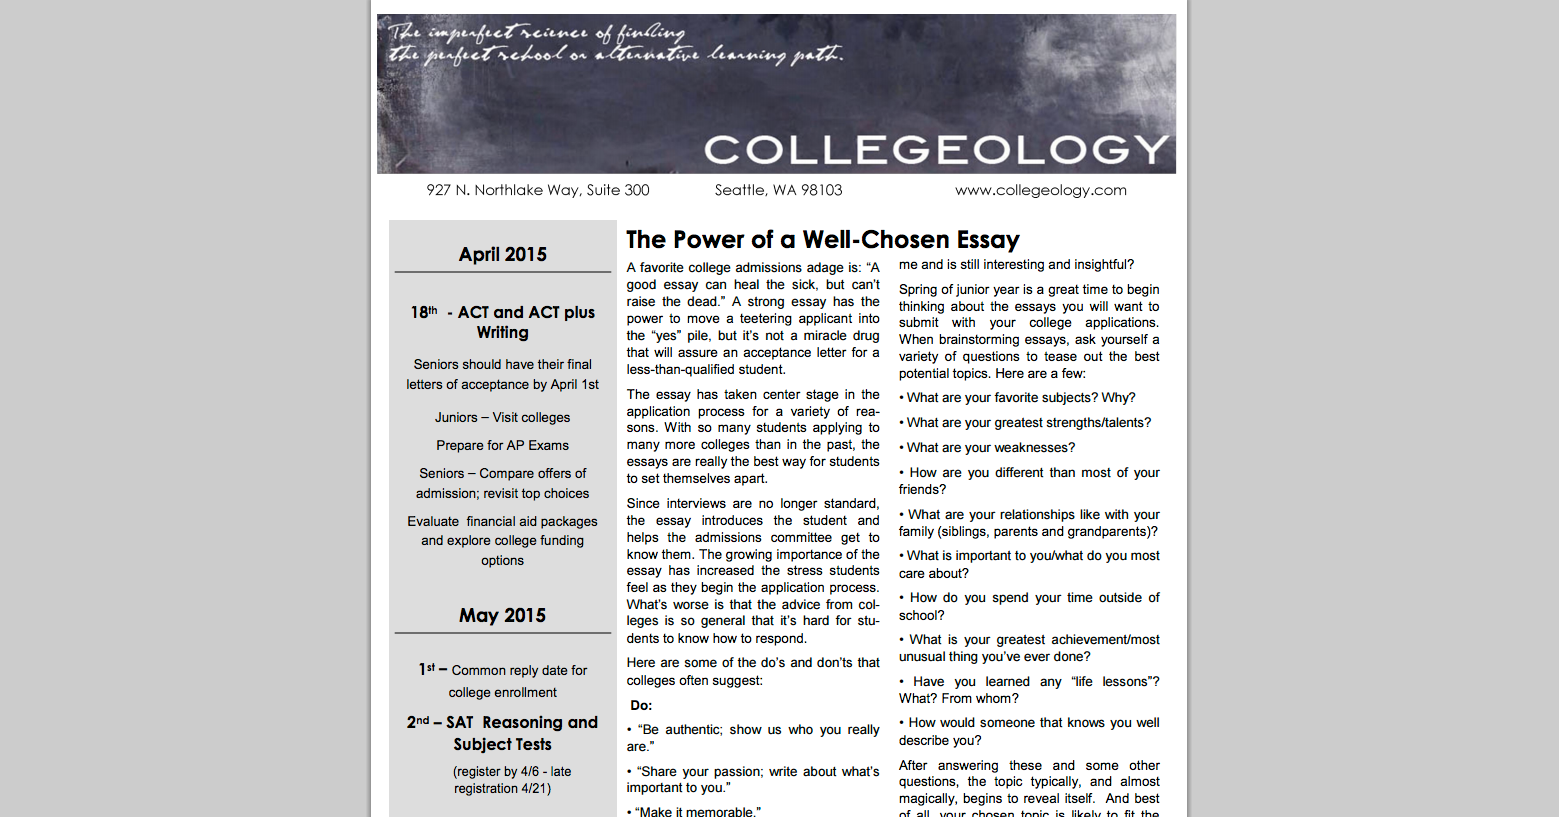 The imperfect science of finding
the perfect school or alternative learning path.
COLLEGEOLOGY
927 N. Northlake Way, Suite 300 Seattle, WA 98103 www.collegeology.com
April 2015
18th - ACT and ACT plus
Writing
Seniors should have their final
letters of acceptance by April 1st
Juniors – Visit colleges
Prepare for AP Exams
Seniors – Compare offers of
admission; revisit top choices
Evaluate financial aid packages
and explore college funding
options
May 2015
1st – Common reply date for
college enrollment
2nd – SAT Reasoning and
Subject Tests
(register by 4/6 - late
registration 4/21)
The Power of a Well-Chosen Essay
A favorite college admissions adage is: “A
good essay can heal the sick, but can’t
raise the dead.” A strong essay has the
power to move a teetering applicant into
the “yes” pile, but it’s not a miracle drug
that will assure an acceptance letter for a
less-than-qualified student.
The essay has taken center stage in the
application process for a variety of rea-
sons. With so many students applying to
many more colleges than in the past, the
essays are really the best way for students
to set themselves apart.
Since interviews are no longer standard,
the essay introduces the student and
helps the admissions committee get to
know them. The growing importance of the
essay has increased the stress students
feel as they begin the application process.
What’s worse is that the advice from col-
leges is so general that it’s hard for stu-
dents to know how to respond.
Here are some of the do’s and don’ts that
colleges often suggest:
Do:
• “Be authentic; show us who you really
are.”
• “Share your passion; write about what’s
important to you.”
• “Make it memorable.”
me and is still interesting and insightful?
Spring of junior year is a great time to begin
thinking about the essays you will want to
submit with your college applications.
When brainstorming essays, ask yourself a
variety of questions to tease out the best
potential topics. Here are a few:
• What are your favorite subjects? Why?
• What are your greatest strengths/talents?
• What are your weaknesses?
• How are you different than most of your
friends?
• What are your relationships like with your
family (siblings, parents and grandparents)?
• What is important to you/what do you most
care about?
• How do you spend your time outside of
school?
• What is your greatest achievement/most
unusual thing you’ve ever done?
• Have you learned any “life lessons”?
What? From whom?
• How would someone that knows you well
describe you?
After answering these and some other
questions, the topic typically, and almost
magically, begins to reveal itself. And best
of all, your chosen topic is likely to fit the